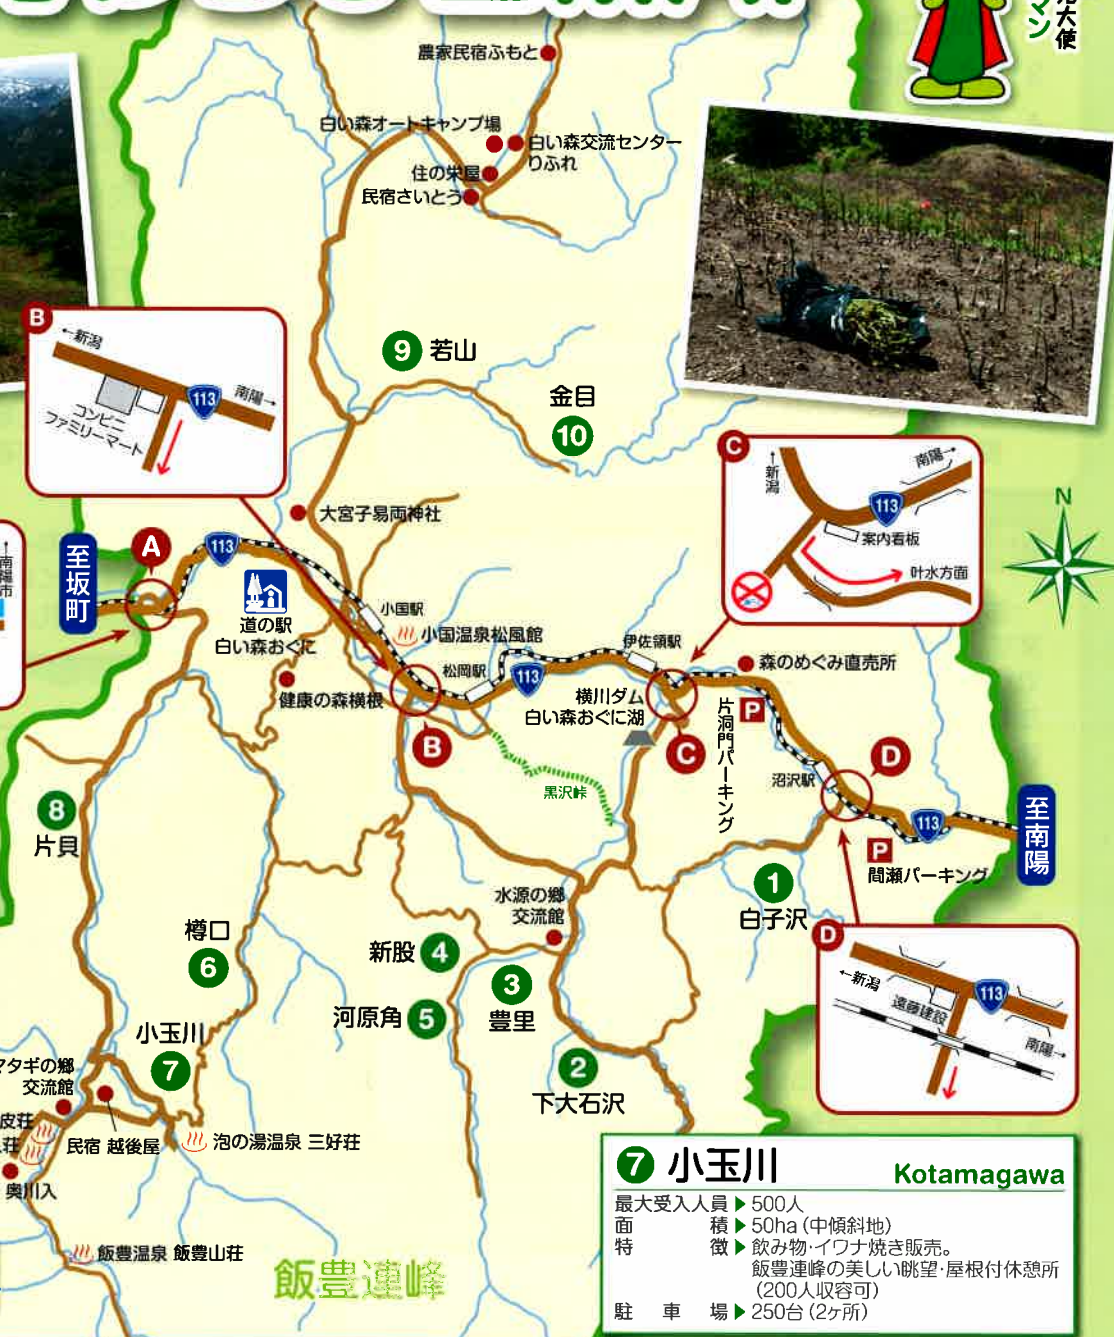 大使
マン
農家民宿ふもと
白い森オートキャンプ場
白い森交流センター
りふれ
住の栄屋
民宿さいとう
B
←新潟
113
南陽→
コンビニ
ファミリーマート
9 若山
金目
10
C
↑新潟
南陽→
113
案内看板
叶水方面
N
大宮子易両神社
↑南陽市
至坂町
A
113
道の駅
白い森おぐに
小国駅
小国温泉松風館
松岡駅
113
伊佐領駅
森のめぐみ直売所
健康の森横根
横川ダム
白い森おぐに湖
P
片洞門パーキング
B
C
D
沼沢駅
黒沢峠
113
至南陽
P
間瀬パーキング
8
片貝
1
白子沢
水源の郷
交流館
樽口
6
新股 4
3
豊里
河原角 5
D
←新潟
113
遠藤建設
南陽→
小玉川
7
2
下大石沢
マタギの郷
交流館
皮荘
荘
民宿 越後屋
泡の湯温泉 三好荘
奥川入
飯豊温泉 飯豊山荘
飯豊連峰
7 小玉川 Kotamagawa
最大受入人員▶500人
面積▶50ha(中傾斜地)
特徴▶飲み物・イワナ焼き販売。
飯豊連峰の美しい眺望・屋根付休憩所
(200人収容可)
駐車場▶250台(2ヶ所)